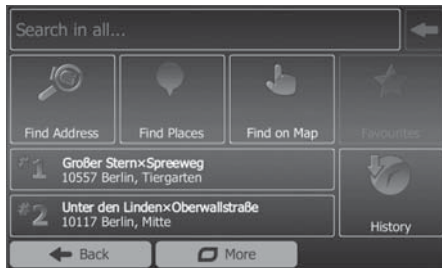 Search in all...
Find Address
Find Places
Find on Map
Favourites
#1 Großer Stern×Spreeweg
10557 Berlin, Tiergarten
#2 Unter den Linden×Oberwallstraße
10117 Berlin, Mitte
History
Back
More